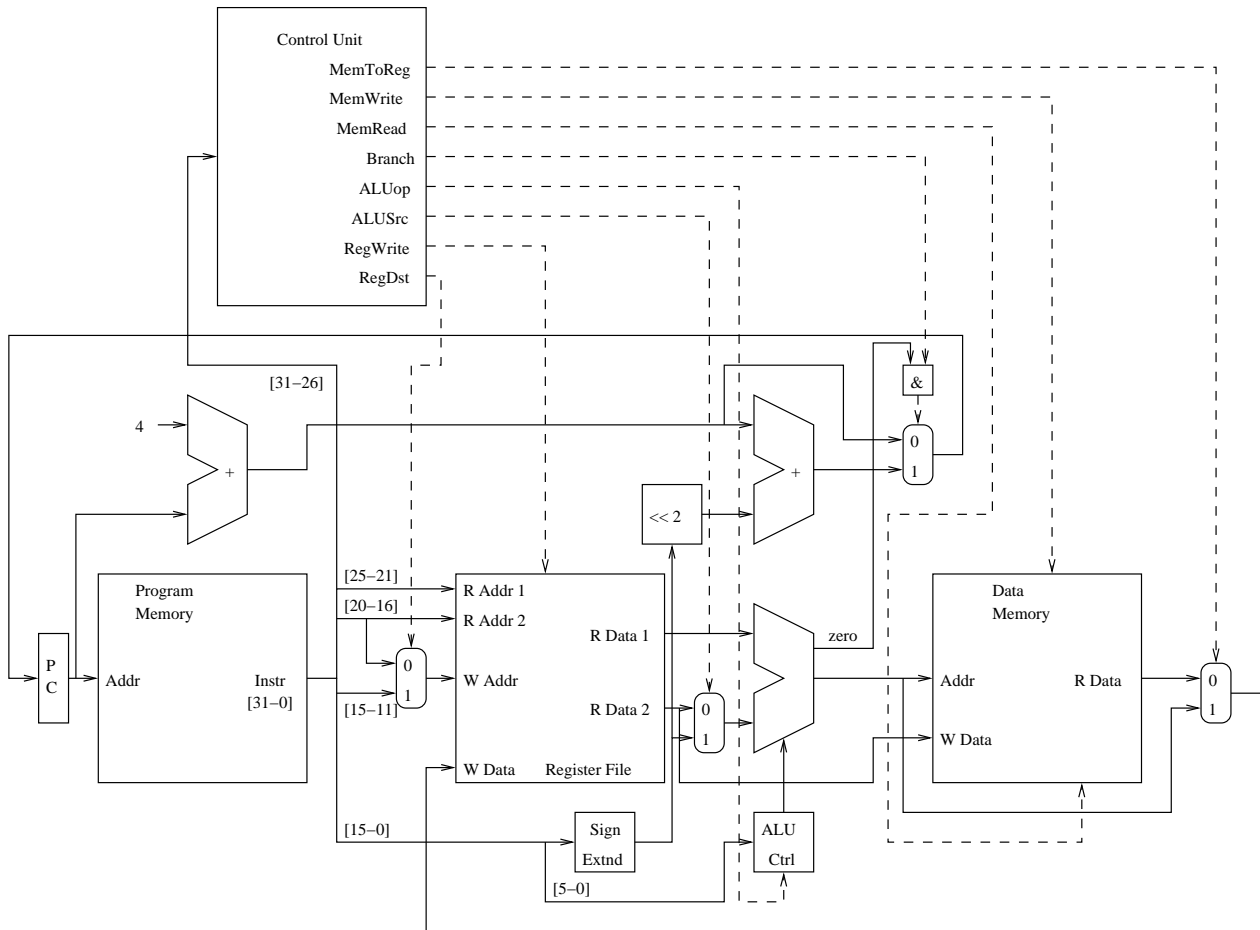 Control Unit
MemToReg
MemWrite
MemRead
Branch
ALUop
ALUSrc
RegWrite
RegDst
[31−26]
&
4
+
+
0
1
<< 2
Program
Memory
Addr
Instr
[31−0]
P
C
[25−21]
[20−16]
[15−11]
0
1
R Addr 1
R Addr 2
W Addr
W Data
R Data 1
R Data 2
Register File
0
1
zero
Data
Memory
Addr
R Data
W Data
0
1
[15−0]
Sign
Extnd
ALU
Ctrl
[5−0]